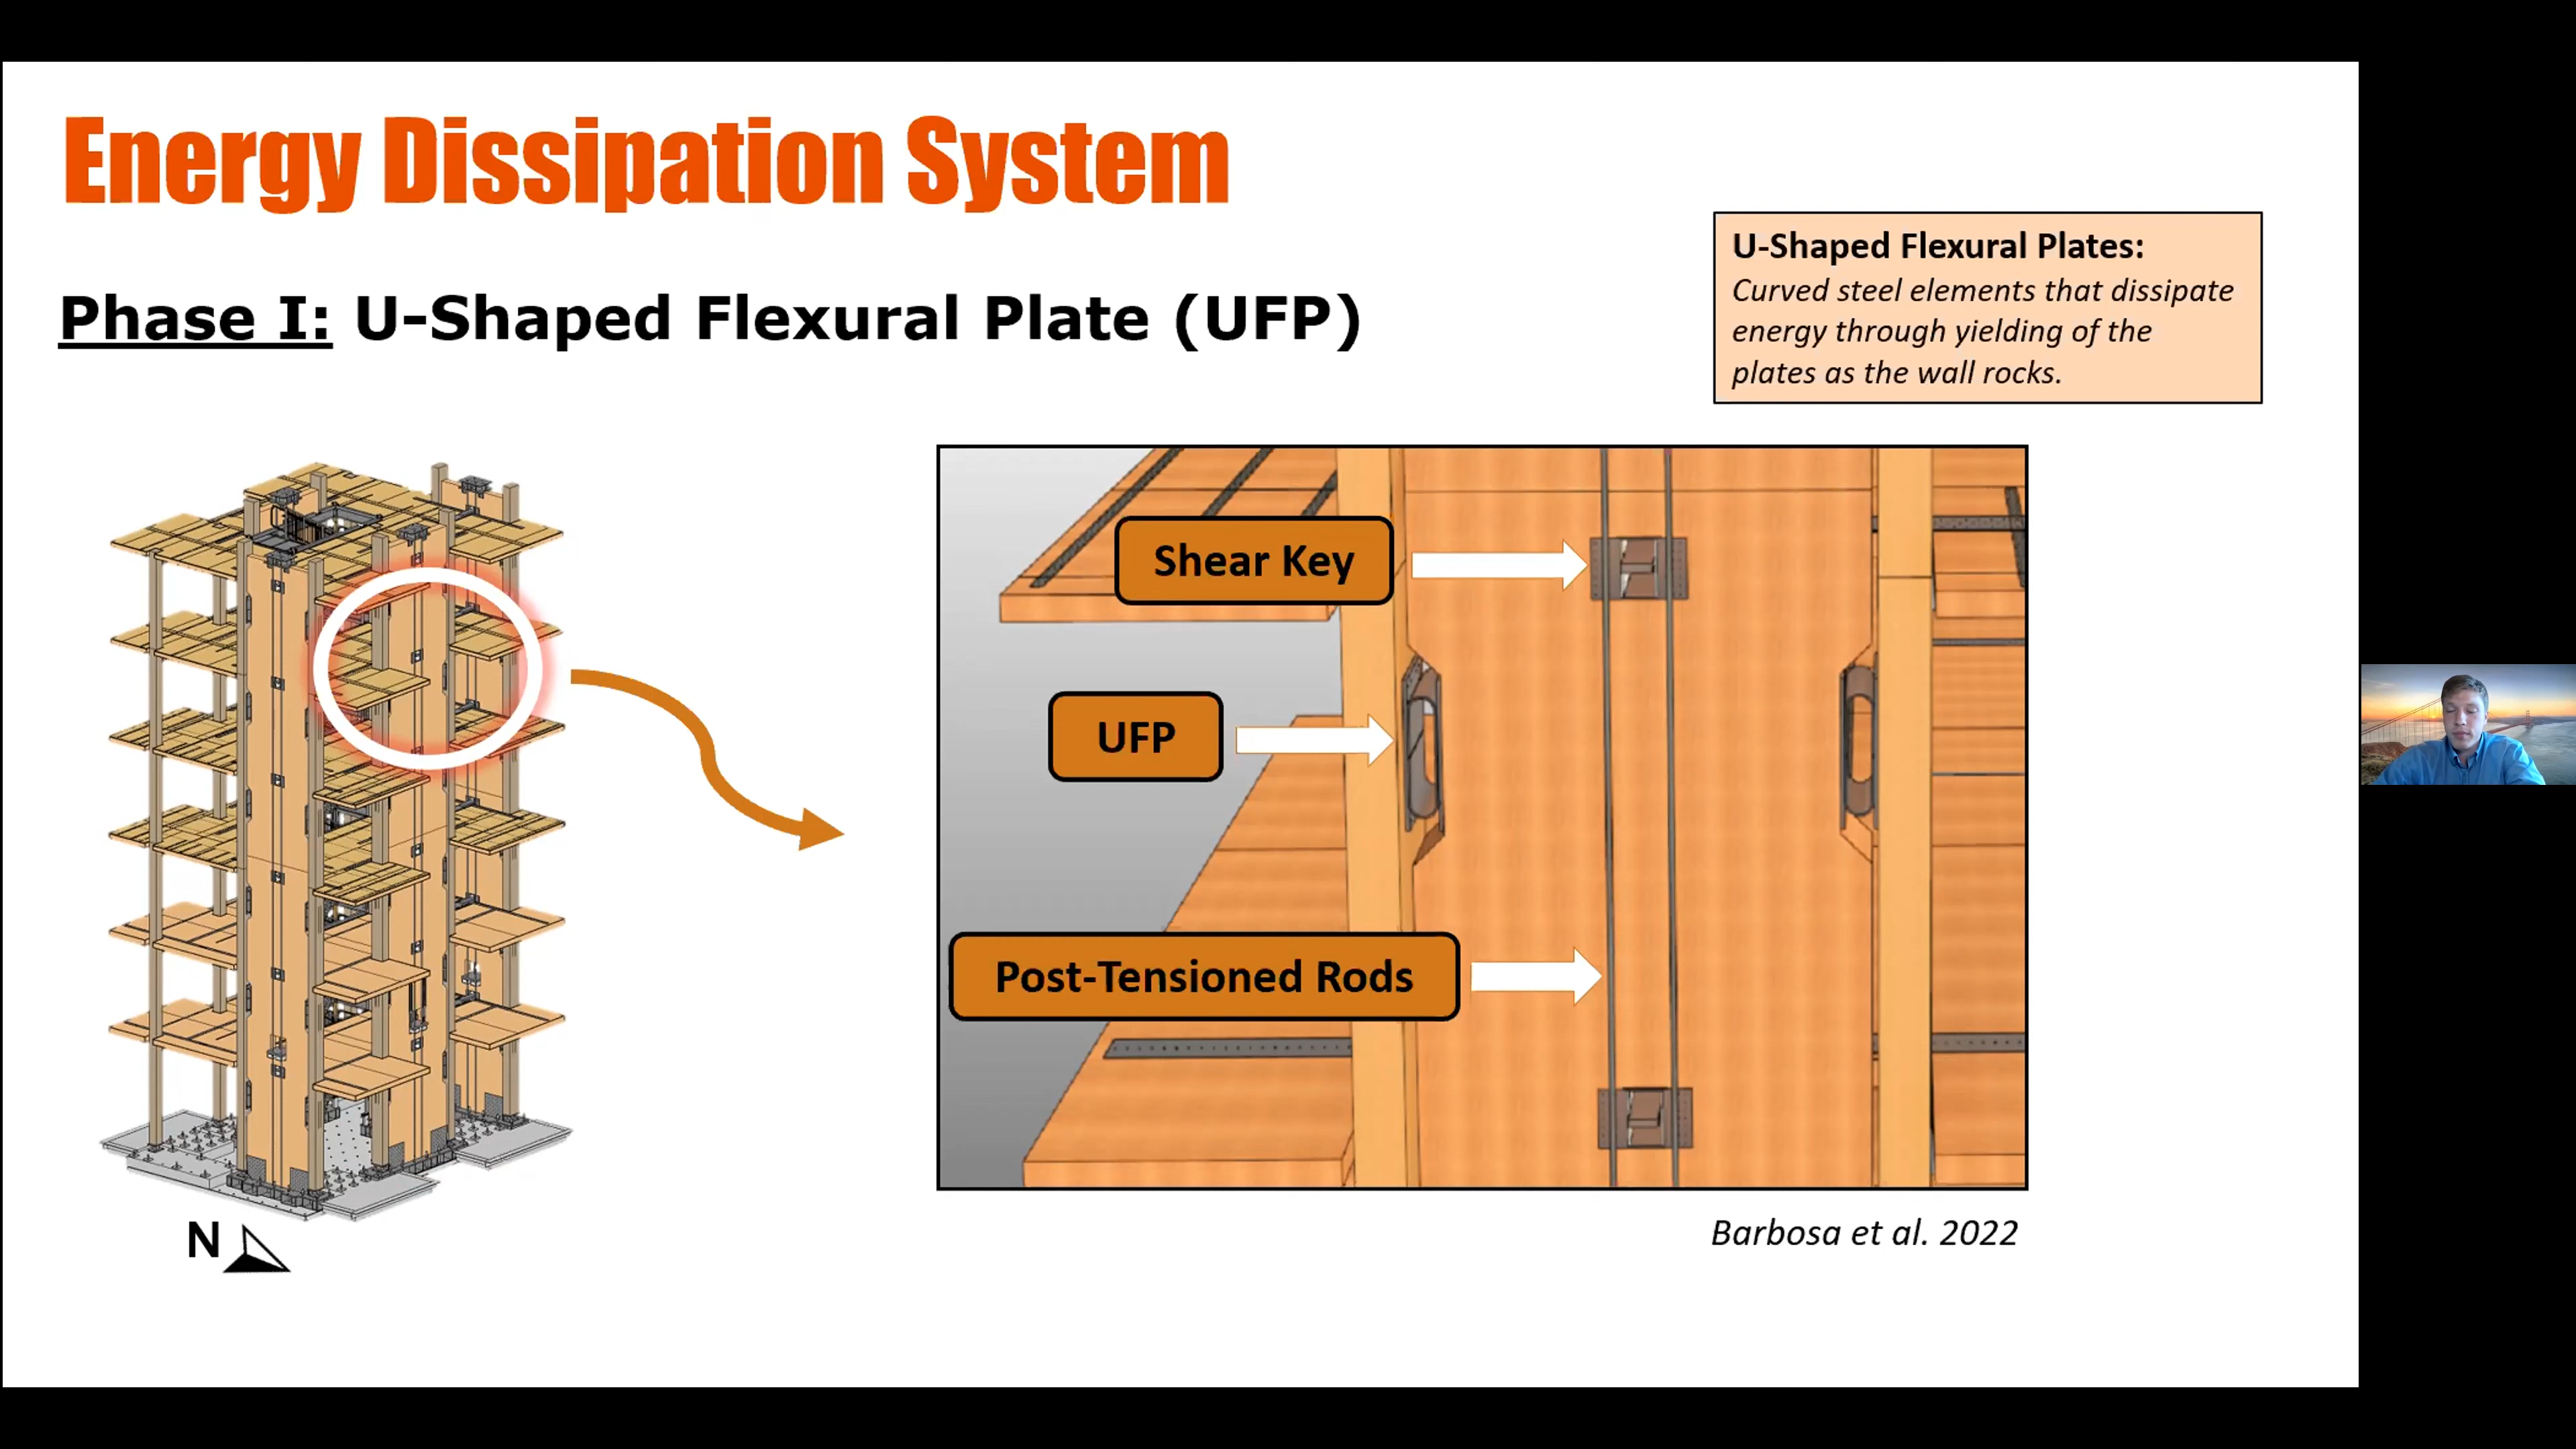 Energy Dissipation System
Phase I: U-Shaped Flexural Plate (UFP)
U-Shaped Flexural Plates:
Curved steel elements that dissipate
energy through yielding of the
plates as the wall rocks.
Shear Key
UFP
Post-Tensioned Rods
N
Barbosa et al. 2022